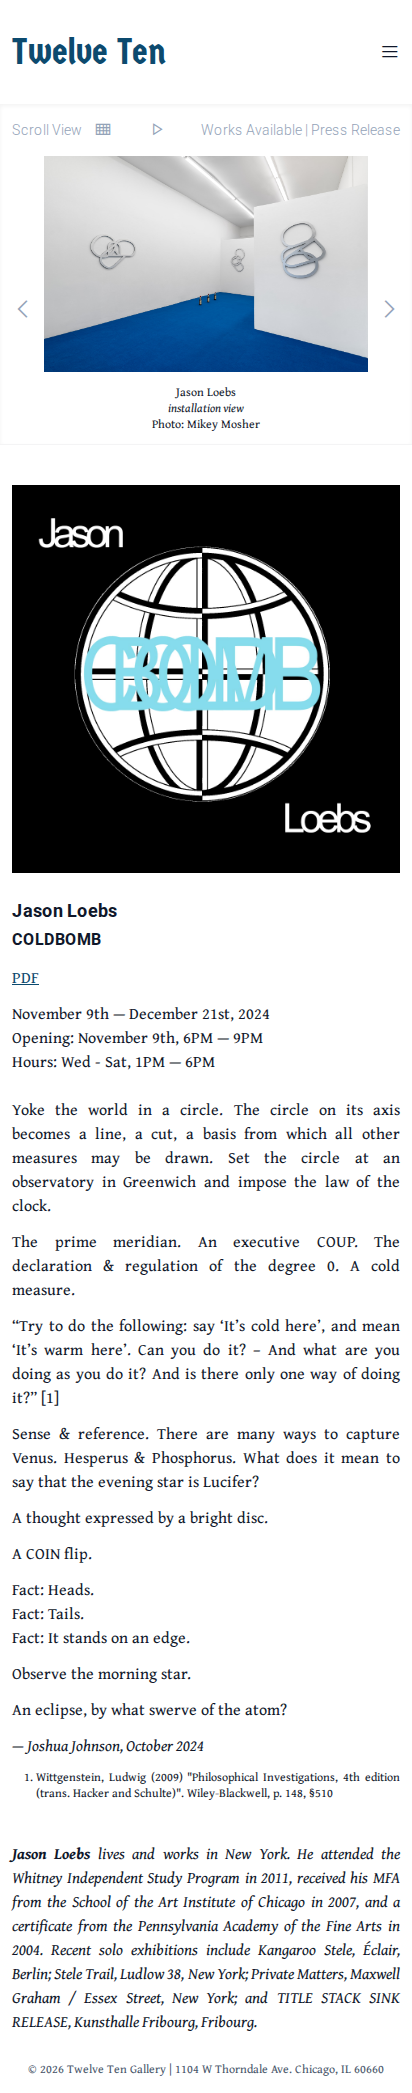 Twelve Ten
Scroll View
Works Available | Press Release
Jason Loebs
installation view
Photo: Mikey Mosher
Jason
Loebs
Jason Loebs
COLDBOMB
PDF
November 9th — December 21st, 2024
Opening: November 9th, 6PM — 9PM
Hours: Wed - Sat, 1PM — 6PM
Yoke the world in a circle. The circle on its axis
becomes a line, a cut, a basis from which all other
measures may be drawn. Set the circle at an
observatory in Greenwich and impose the law of the
clock.
The prime meridian. An executive COUP. The
declaration & regulation of the degree 0. A cold
measure.
“Try to do the following: say ‘It’s cold here’, and mean
‘It’s warm here’. Can you do it? – And what are you
doing as you do it? And is there only one way of doing
it?” [1]
Sense & reference. There are many ways to capture
Venus. Hesperus & Phosphorus. What does it mean to
say that the evening star is Lucifer?
A thought expressed by a bright disc.
A COIN flip.
Fact: Heads.
Fact: Tails.
Fact: It stands on an edge.
Observe the morning star.
An eclipse, by what swerve of the atom?
— Joshua Johnson, October 2024
1. Wittgenstein, Ludwig (2009) "Philosophical Investigations, 4th edition
(trans. Hacker and Schulte)". Wiley-Blackwell, p. 148, §510
Jason Loebs lives and works in New York. He attended the
Whitney Independent Study Program in 2011, received his MFA
from the School of the Art Institute of Chicago in 2007, and a
certificate from the Pennsylvania Academy of the Fine Arts in
2004. Recent solo exhibitions include Kangaroo Stele, Éclair,
Berlin; Stele Trail, Ludlow 38, New York; Private Matters, Maxwell
Graham / Essex Street, New York; and TITLE STACK SINK
RELEASE, Kunsthalle Fribourg, Fribourg.
© 2026 Twelve Ten Gallery | 1104 W Thorndale Ave. Chicago, IL 60660